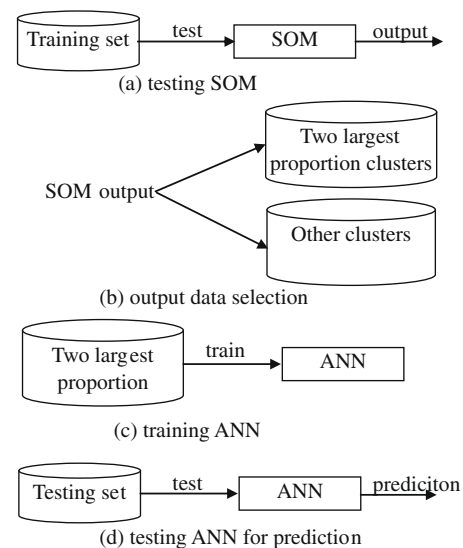 Training set
test
SOM
output
(a) testing SOM
SOM output
Two largest
proportion clusters
Other clusters
(b) output data selection
Two largest
proportion
train
ANN
(c) training ANN
Testing set
test
ANN
prediciton
(d) testing ANN for prediction